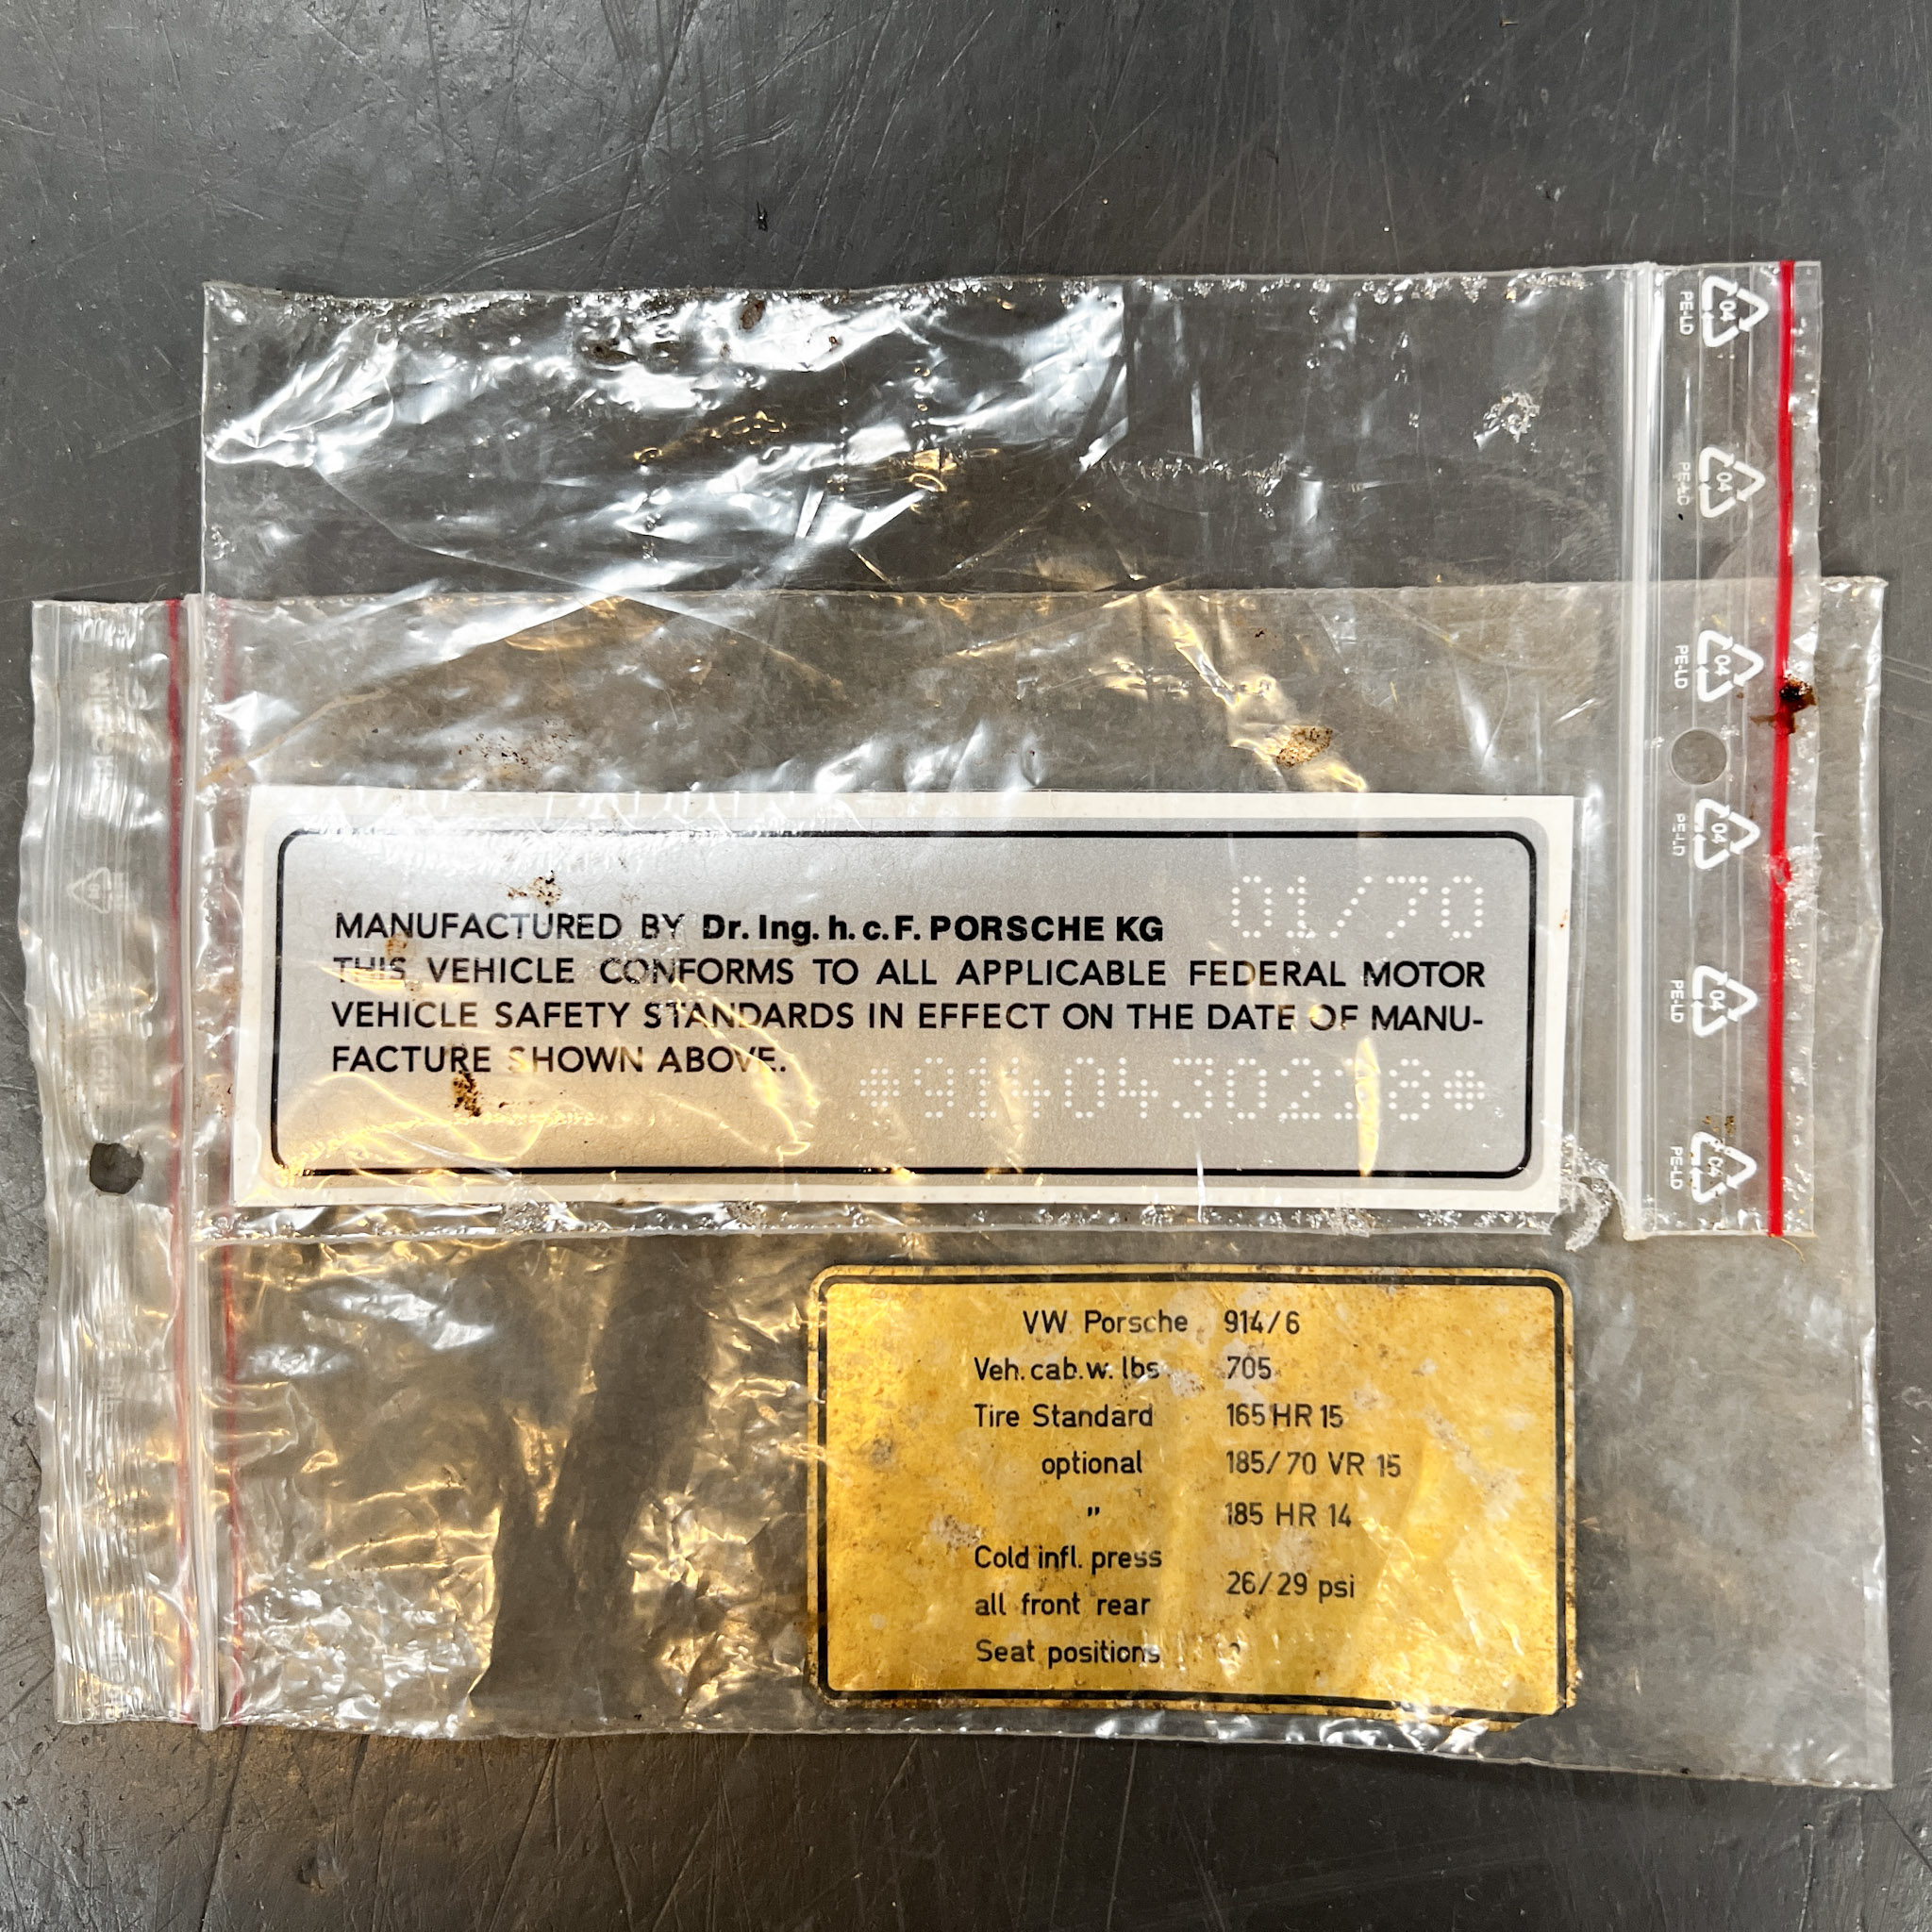 01/70
MANUFACTURED BY Dr. Ing. h. c. F. PORSCHE KG
THIS VEHICLE CONFORMS TO ALL APPLICABLE FEDERAL MOTOR
VEHICLE SAFETY STANDARDS IN EFFECT ON THE DATE OF MANU-
FACTURE SHOWN ABOVE.
*9140430218*
VW Porsche 914/6
Veh. cab. w. lbs 705
Tire Standard 165 HR 15
optional 185/70 VR 15
" 185 HR 14
Cold infl. press
all front rear 26/29 psi
Seat positions
04 PE-LD
04 PE-LD
04 PE-LD
04 PE-LD
04 PE-LD
04 PE-LD